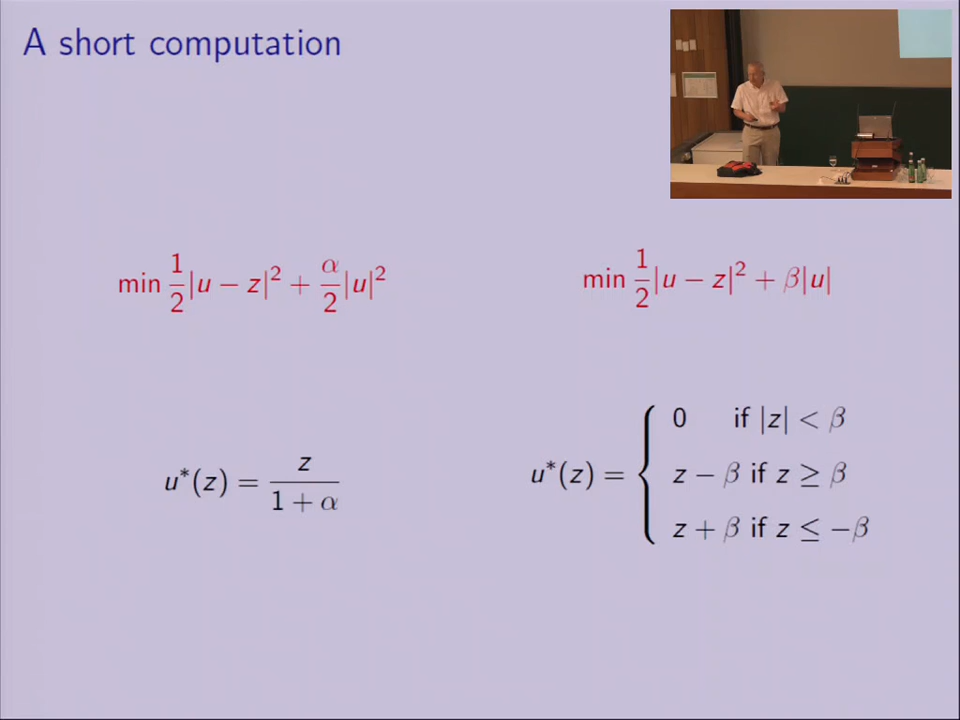 A short computation
min 1/2 |u − z|² + α/2 |u|²
min 1/2 |u − z|² + β|u|
u*(z) = z / (1 + α)
u*(z) = {
0 if |z| < β
z − β if z ≥ β
z + β if z ≤ −β